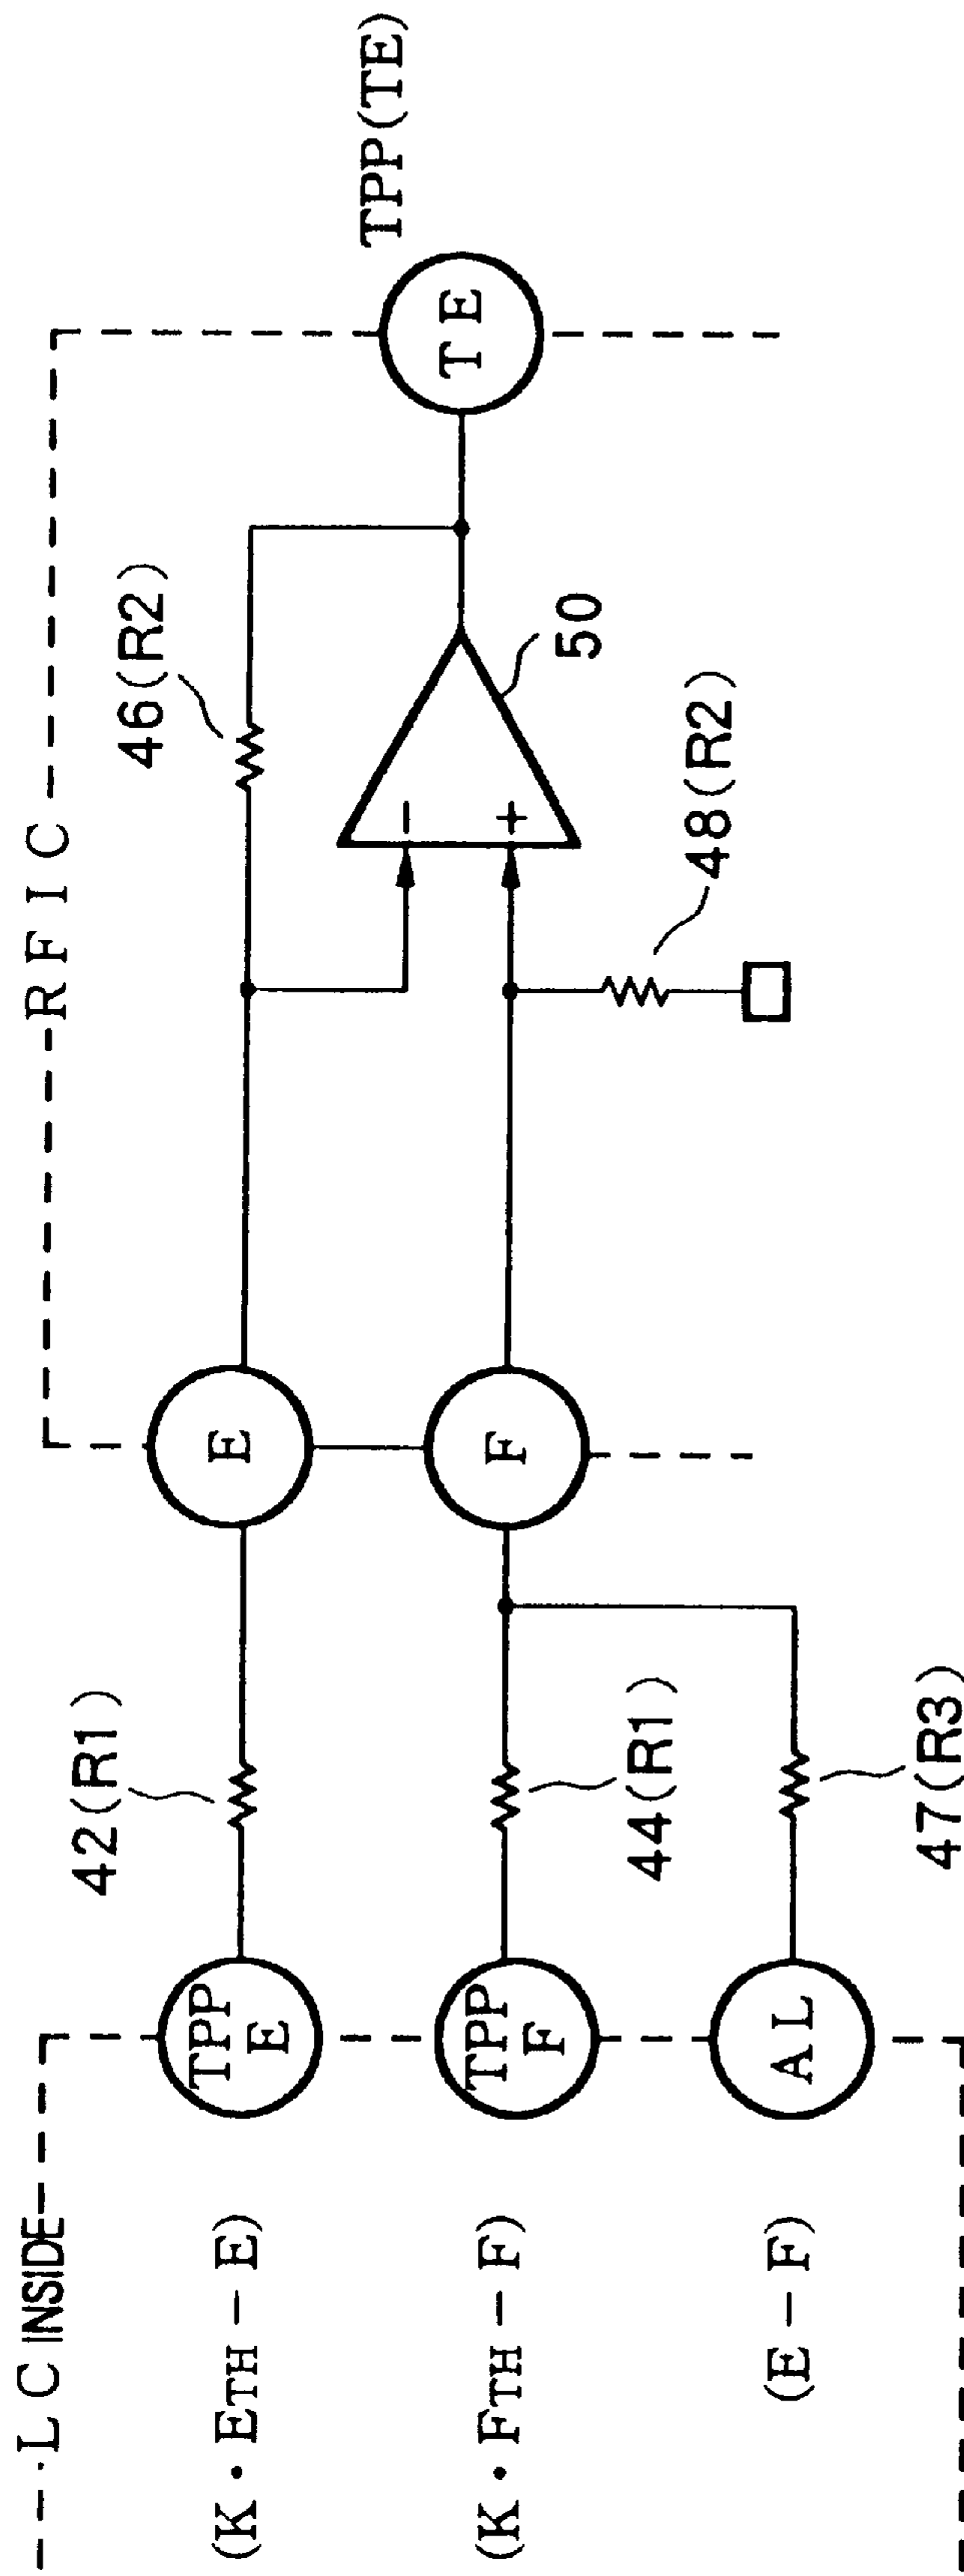 LC INSIDE
RFIC
(K・ETH−E)
TPP
E
42(R1)
E
46(R2)
−
+
50
TE
TPP(TE)
(K・FTH−F)
TPP
F
44(R1)
F
48(R2)
(E−F)
AL
47(R3)